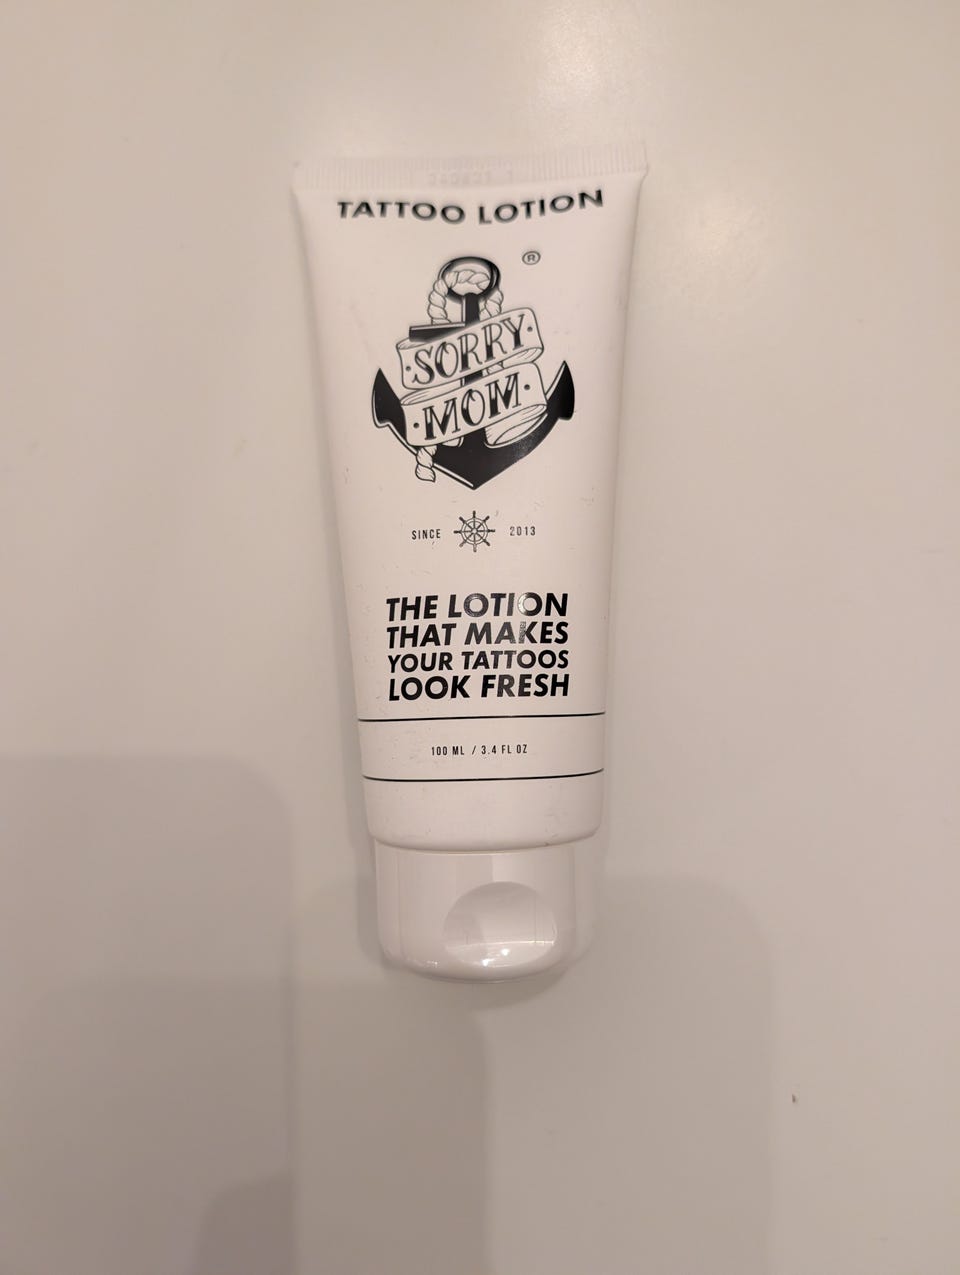 TATTOO LOTION
®
·SORRY·
·MOM·
SINCE 2013
THE LOTION
THAT MAKES
YOUR TATTOOS
LOOK FRESH
100 ML / 3.4 FL OZ